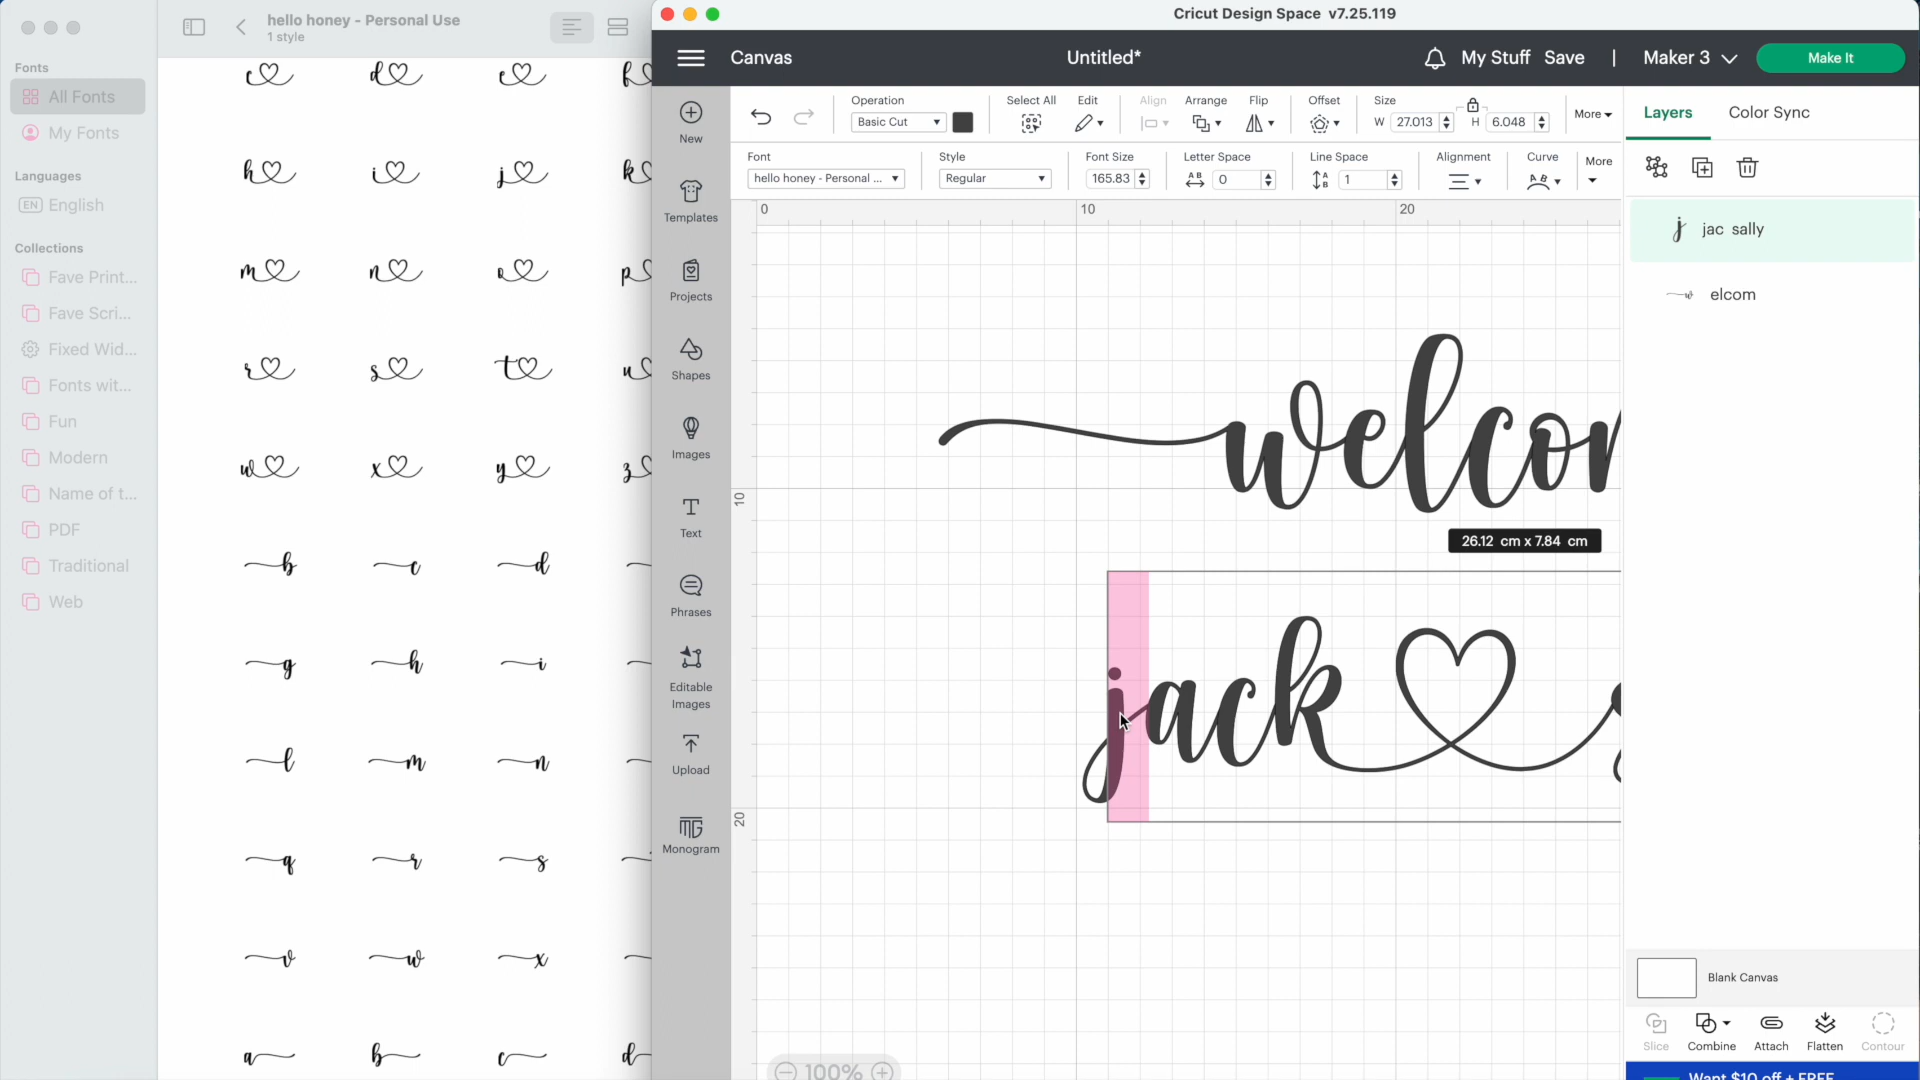 hello honey - Personal Use
1 style
Fonts
All Fonts
My Fonts
Languages
EN English
Collections
Fave Print...
Fave Scri...
Fixed Wid...
Fonts wit...
Fun
Modern
Name of t...
PDF
Traditional
Web
c d e f
h i j k
m n o p
r s t u
w x y z
b c d
g h i
l m n
q r s
v w x
a b c d
Cricut Design Space v7.25.119
Canvas
Untitled*
My Stuff Save | Maker 3 Make It
New
Templates
Projects
Shapes
Images
Text
Phrases
Editable
Images
Upload
Monogram
Operation Select All Edit Align Arrange Flip Offset Size More
Basic Cut W 27.013 H 6.048
Font Style Font Size Letter Space Line Space Alignment Curve More
hello honey - Personal ... Regular 165.83 0 1
0 10 20
10
20
welcom
26.12 cm x 7.84 cm
jack
100%
Layers Color Sync
j jac sally
w elcom
Blank Canvas
Slice Combine Attach Flatten Contour
Want $10 off + FREE